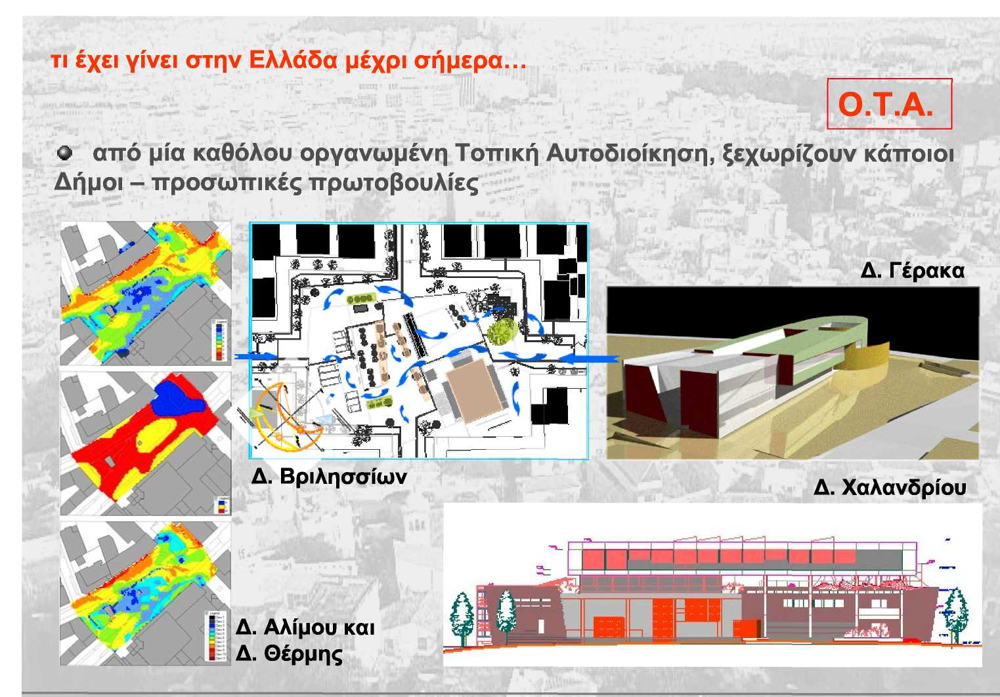 τι έχει γίνει στην Ελλάδα μέχρι σήμερα...
Ο.Τ.Α.
από μία καθόλου οργανωμένη Τοπική Αυτοδιοίκηση, ξεχωρίζουν κάποιοι
Δήμοι – προσωπικές πρωτοβουλίες
Δ. Γέρακα
Δ. Βριλησσίων
Δ. Χαλανδρίου
Δ. Αλίμου και
Δ. Θέρμης